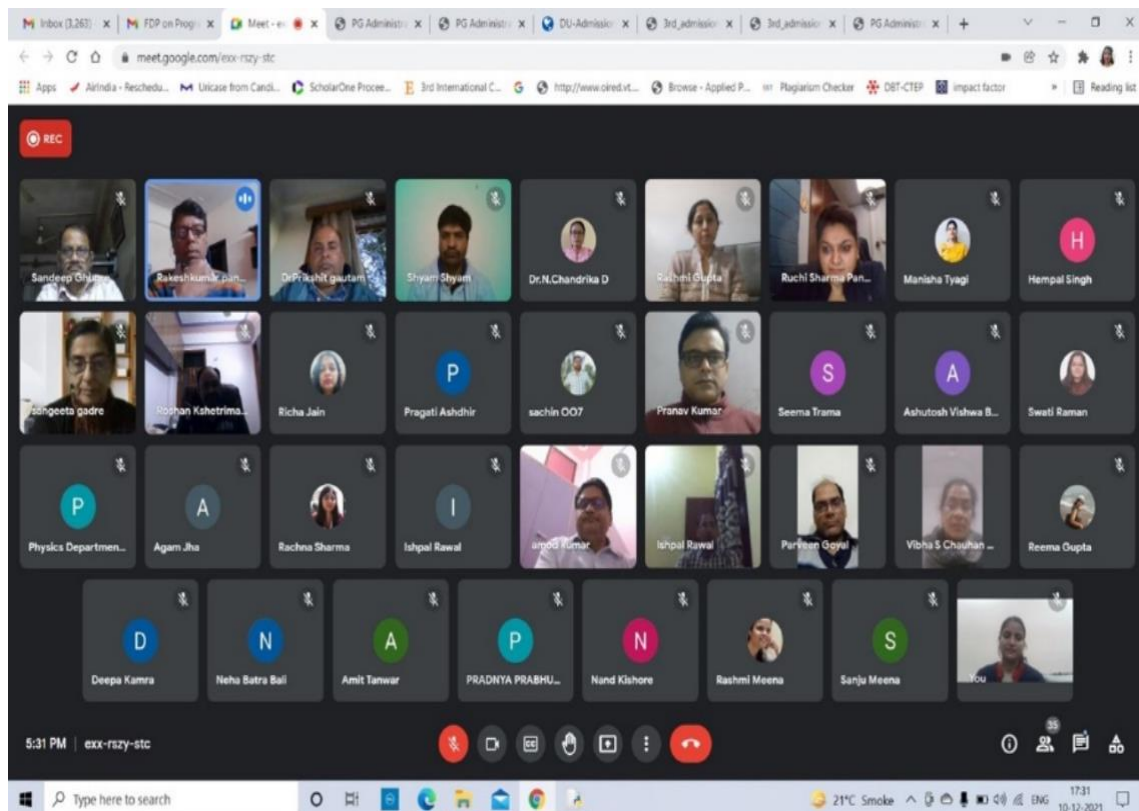 Inbox (3,263)
FDP on Progr
Meet - ex
PG Administr
PG Administr
DU-Admission
3rd_admission
3rd_admission
PG Administr
meet.google.com/exx-rszy-stc
Apps
AirIndia - Reschedu...
Uricase from Candi...
ScholarOne Procee...
3rd International C...
http://www.oired.vt...
Browse - Applied P...
Plagiarism Checker
DBT-CTEP
impact factor
»
Reading list
REC
Rakeshkumar pan...
DrPrikshit gautam
Shyam Shyam
Dr.N.Chandrika D
Rashmi Gupta
Ruchi Sharma Pan...
Manisha Tyagi
H
Hempal Singh
sangeeta gadre
Roshan Kshetrima...
Richa Jain
P
Pragati Ashdhir
sachin OO7
Pranav Kumar
S
Seema Trama
A
Ashutosh Vishwa B...
Swati Raman
P
Physics Departmen...
A
Agam Jha
Rachna Sharma
I
Ishpal Rawal
amod kumar
Ishpal Rawal
Parveen Goyal
Vibha S Chauhan ...
Reema Gupta
D
Deepa Kamra
N
Neha Batra Bali
A
Amit Tanwar
P
PRADNYA PRABHU...
N
Nand Kishore
Rashmi Meena
S
Sanju Meena
You
5:31 PM | exx-rszy-stc
35
Type here to search
21°C Smoke
ENG
17:31
10-12-2021